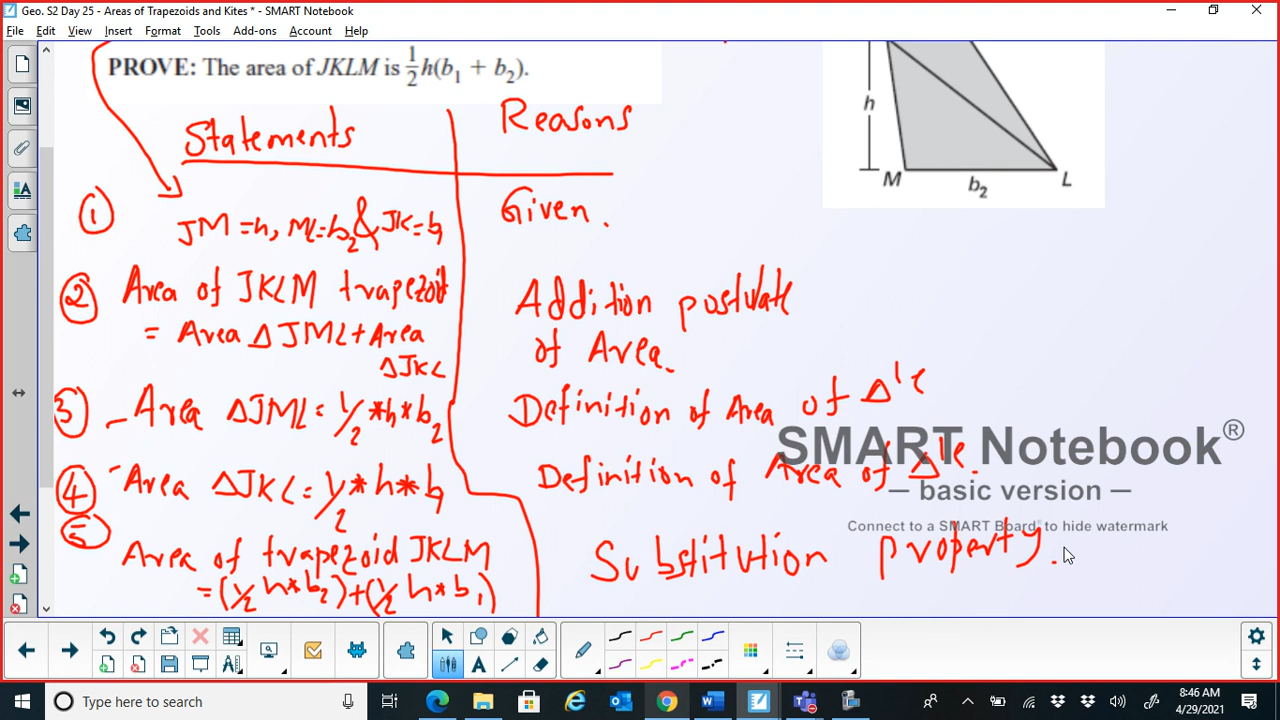 Geo. S2 Day 25 - Areas of Trapezoids and Kites * - SMART Notebook
File Edit View Insert Format Tools Add-ons Account Help
PROVE: The area of JKLM is 1/2 h(b₁ + b₂).
h
M b₂ L
Statements Reasons
① JM = h, ML = b₂ & JK = b₁ Given.
② Area of JKLM trapezoid Addition postulate
= Area Δ JML + Area of Area.
Δ JKL
③ - Area ΔJML = 1/2 * h * b₂ Definition of Area of Δ'le
④ - Area ΔJKL = 1/2 * h * b₁ Definition of Area of Δ'le.
⑤ Area of trapezoid JKLM Substitution property.
= (1/2 h * b₂) + (1/2 h * b₁)
SMART Notebook®
— basic version —
Connect to a SMART Board® to hide watermark
Type here to search
8:46 AM
4/29/2021